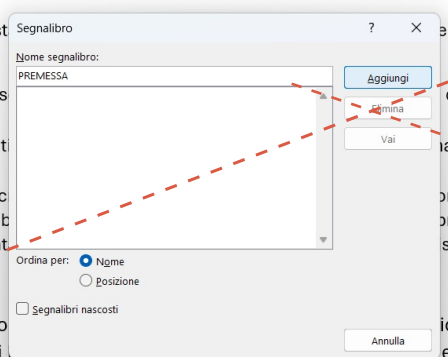 Segnalibro
Nome segnalibro:
PREMESSA
Aggiungi
Elimina
Vai
Ordina per:
Nome
Posizione
Segnalibri nascosti
Annulla